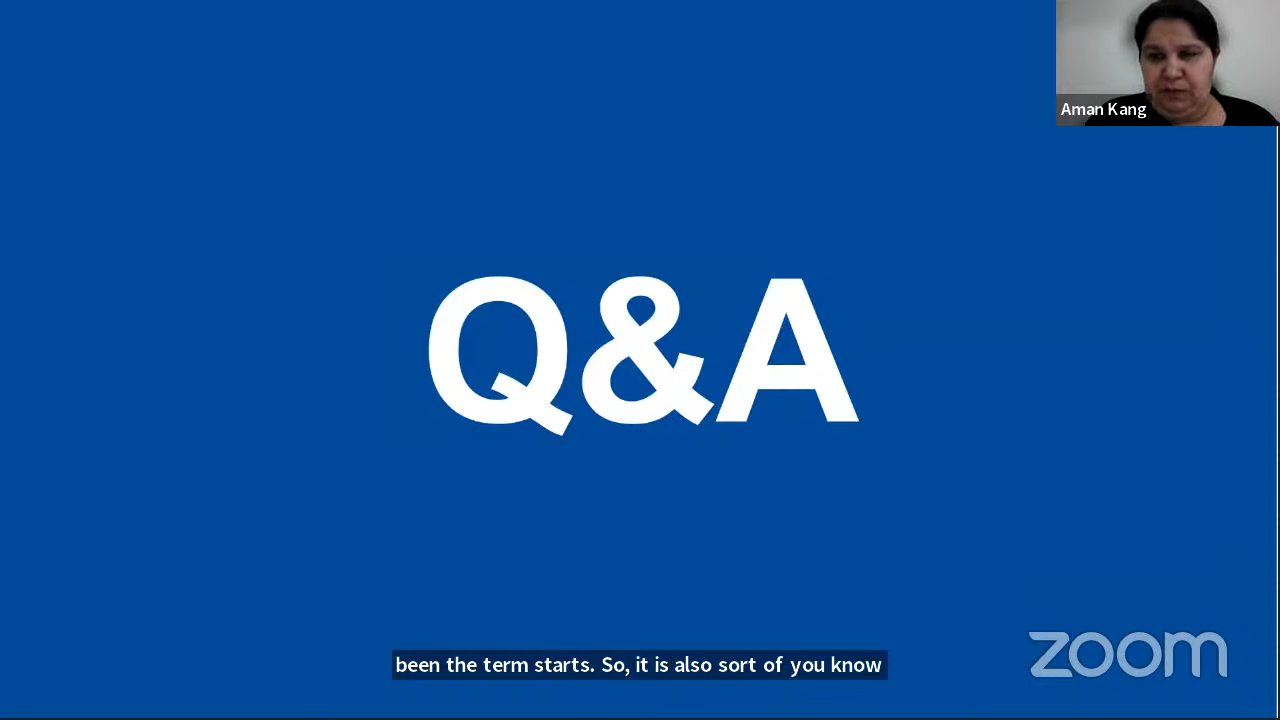 Aman Kang
Q&A
zoom
been the term starts. So, it is also sort of you know